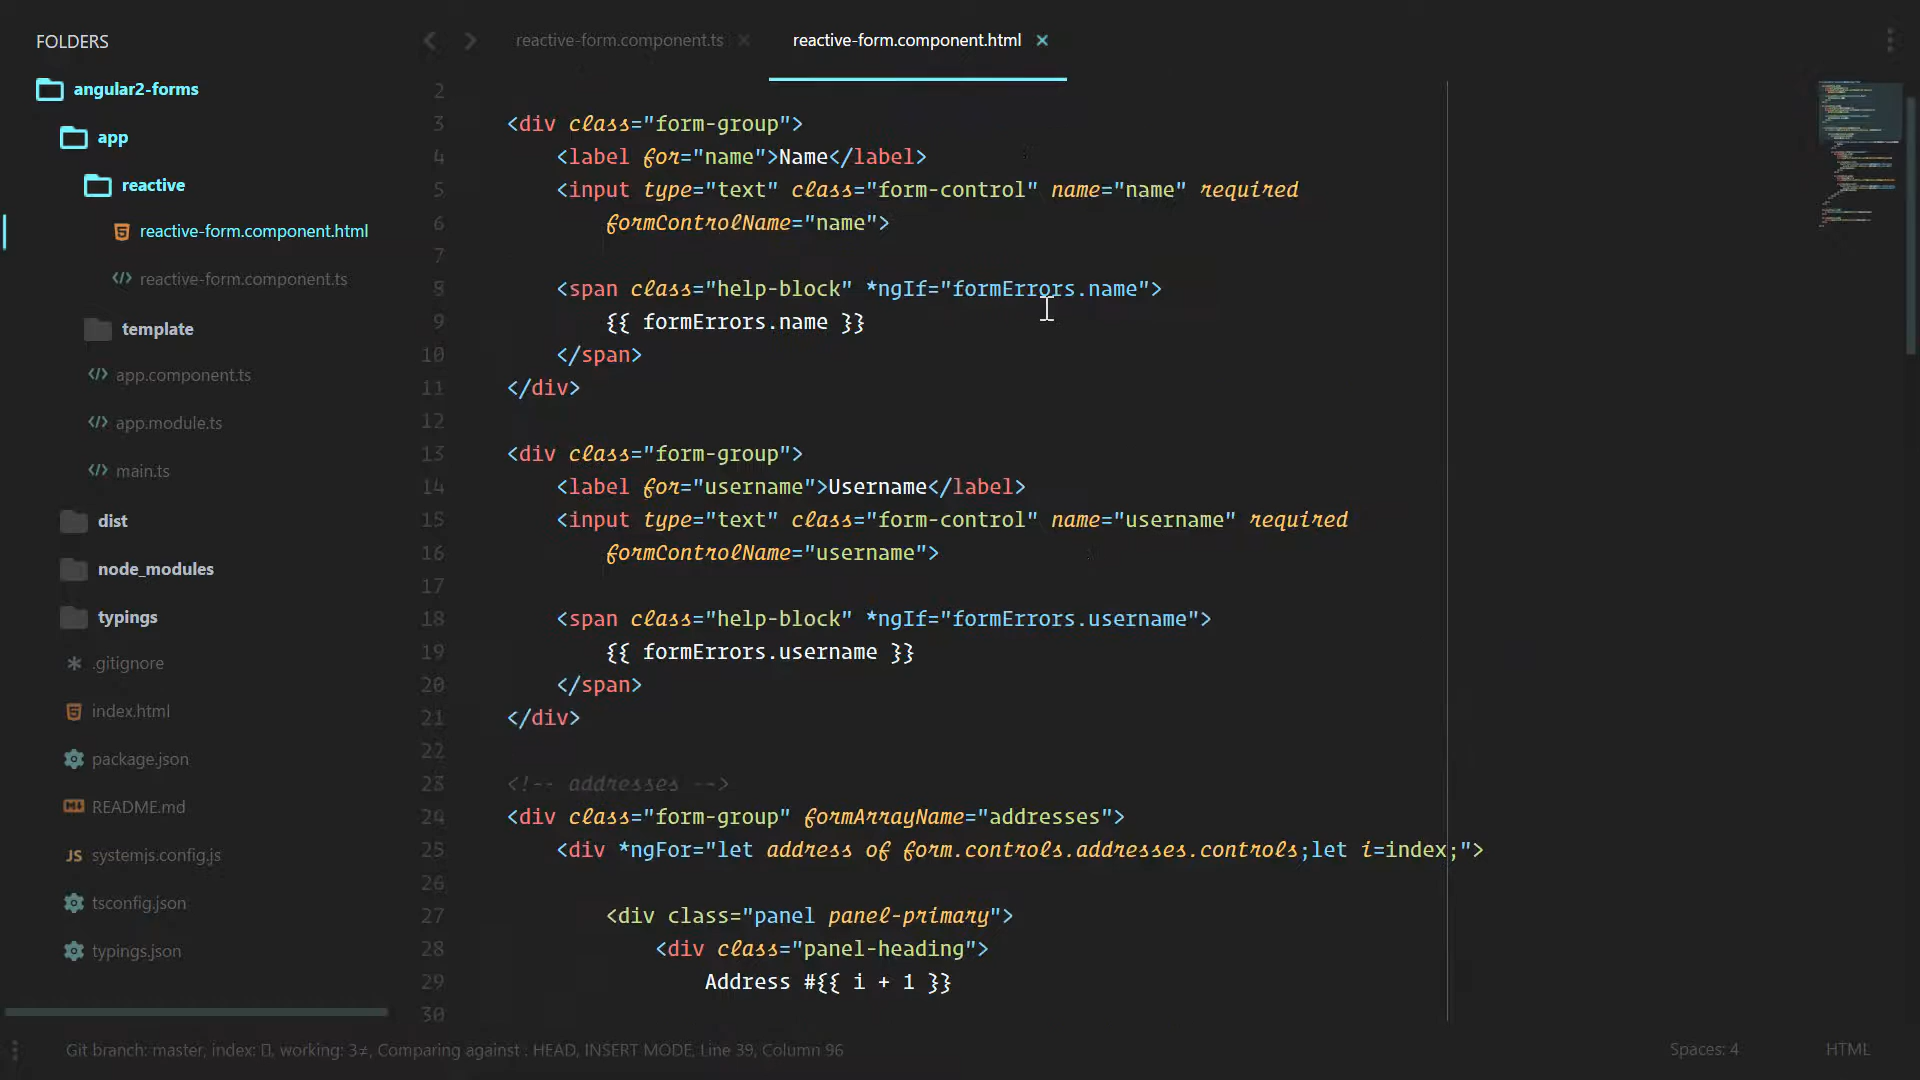 FOLDERS
angular2-forms
app
reactive
reactive-form.component.html
reactive-form.component.ts
template
app.component.ts
app.module.ts
main.ts
dist
node_modules
typings
.gitignore
index.html
package.json
README.md
JS systemjs.config.js
tsconfig.json
typings.json
reactive-form.component.ts ×
reactive-form.component.html ×
2
3 <div class="form-group">
4 <label for="name">Name</label>
5 <input type="text" class="form-control" name="name" required
6 formControlName="name">
7
8 <span class="help-block" *ngIf="formErrors.name">
9 {{ formErrors.name }}
10 </span>
11 </div>
12
13 <div class="form-group">
14 <label for="username">Username</label>
15 <input type="text" class="form-control" name="username" required
16 formControlName="username">
17
18 <span class="help-block" *ngIf="formErrors.username">
19 {{ formErrors.username }}
20 </span>
21 </div>
22
23 <!-- addresses -->
24 <div class="form-group" formArrayName="addresses">
25 <div *ngFor="let address of form.controls.addresses.controls;let i=index;">
26
27 <div class="panel panel-primary">
28 <div class="panel-heading">
29 Address #{{ i + 1 }}
30
Git branch: master, index: , working: 3≠, Comparing against . HEAD, INSERT MODE, Line 39, Column 96
Spaces: 4
HTML